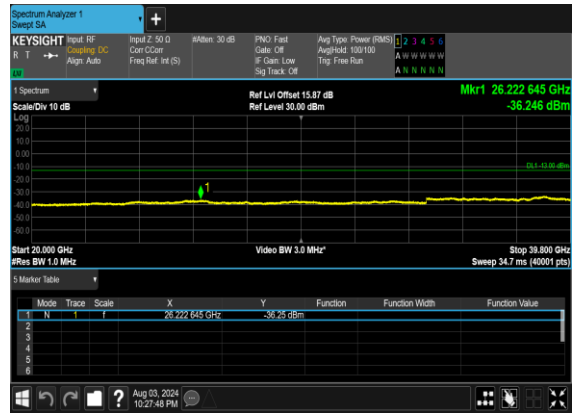 Spectrum Analyzer 1
Swept SA
KEYSIGHT Input: RF Input Z: 50 Ω #Atten: 30 dB PNO: Fast Avg Type: Power (RMS) 1 2 3 4 5 6
R T Coupling: DC Corr CCorr Gate: Off Avg|Hold: 100/100 A W W W W W
Align: Auto Freq Ref: Int (S) IF Gain: Low Trig: Free Run
Sig Track: Off A N N N N N
1 Spectrum Ref Lvl Offset 15.87 dB Mkr1 26.222 645 GHz
Scale/Div 10 dB Ref Level 30.00 dBm -36.246 dBm
Log
20.0
10.0
0.00
-10.0 DL1 -13.00 dBm
-20.0
-30.0 1
-40.0
-50.0
-60.0
Start 20.000 GHz Video BW 3.0 MHz* Stop 39.800 GHz
#Res BW 1.0 MHz Sweep 34.7 ms (40001 pts)
5 Marker Table
Mode Trace Scale X Y Function Function Width Function Value
1 N 1 f 26.222 645 GHz -36.25 dBm
2
3
4
5
6
? Aug 03, 2024
10:27:48 PM